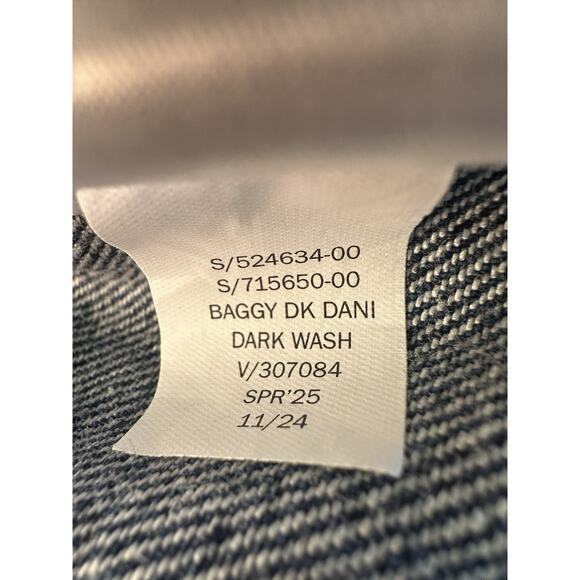 S/524634-00
S/715650-00
BAGGY DK DANI
DARK WASH
V/307084
SPR'25
11/24